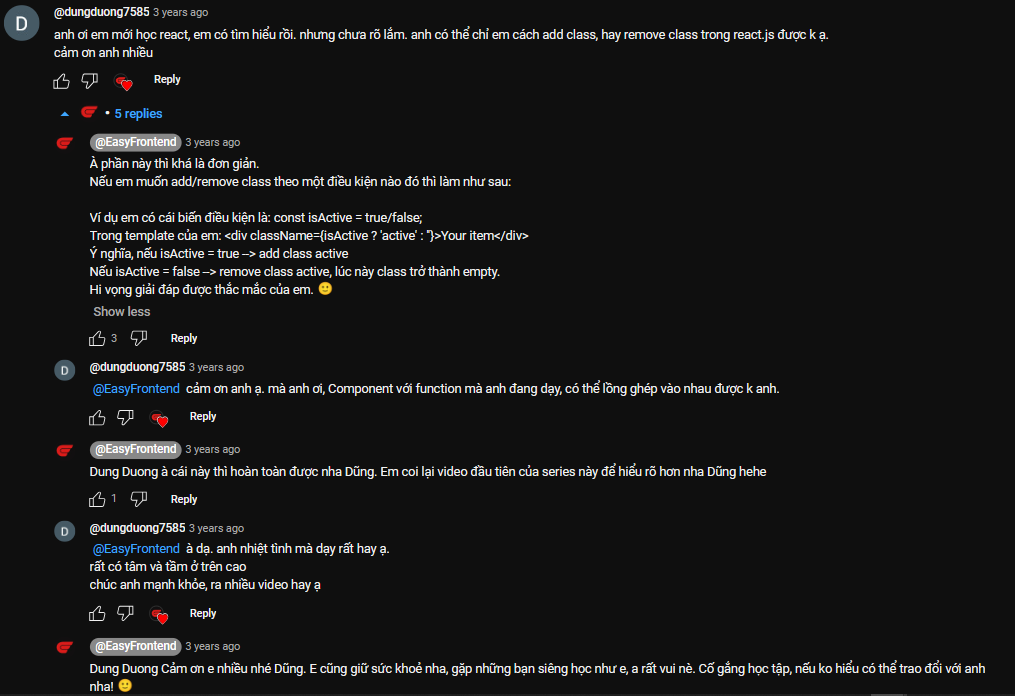 D
@dungduong7585 3 years ago
anh ơi em mới học react, em có tìm hiểu rồi. nhưng chưa rõ lắm. anh có thể chỉ em cách add class, hay remove class trong react.js được k ạ.
cảm ơn anh nhiều
Reply
• 5 replies
@EasyFrontend 3 years ago
À phần này thì khá là đơn giản.
Nếu em muốn add/remove class theo một điều kiện nào đó thì làm như sau:
Ví dụ em có cái biến điều kiện là: const isActive = true/false;
Trong template của em: <div className={isActive ? 'active' : ''}>Your item</div>
Ý nghĩa, nếu isActive = true --> add class active
Nếu isActive = false --> remove class active, lúc này class trở thành empty.
Hi vọng giải đáp được thắc mắc của em. 🙂
Show less
3 Reply
D
@dungduong7585 3 years ago
@EasyFrontend cảm ơn anh ạ. mà anh ơi, Component với function mà anh đang dạy, có thể lồng ghép vào nhau được k anh.
Reply
@EasyFrontend 3 years ago
Dung Duong à cái này thì hoàn toàn được nha Dũng. Em coi lại video đầu tiên của series này để hiểu rõ hơn nha Dũng hehe
1 Reply
D
@dungduong7585 3 years ago
@EasyFrontend à dạ. anh nhiệt tình mà dạy rất hay ạ.
rất có tâm và tầm ở trên cao
chúc anh mạnh khỏe, ra nhiều video hay ạ
Reply
@EasyFrontend 3 years ago
Dung Duong Cảm ơn e nhiều nhé Dũng. E cũng giữ sức khoẻ nha, gặp những bạn siêng học như e, a rất vui nè. Cố gắng học tập, nếu ko hiểu có thể trao đổi với anh
nha! 🙂